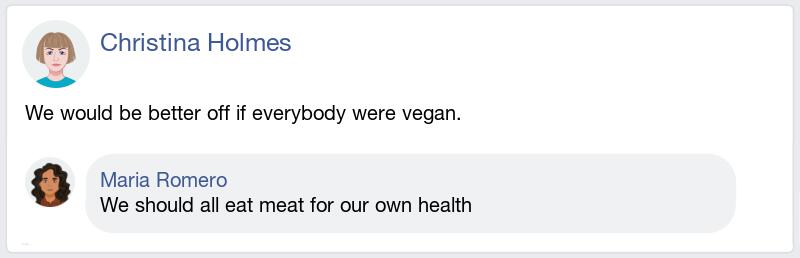 Christina Holmes
We would be better off if everybody were vegan.
Maria Romero
We should all eat meat for our own health